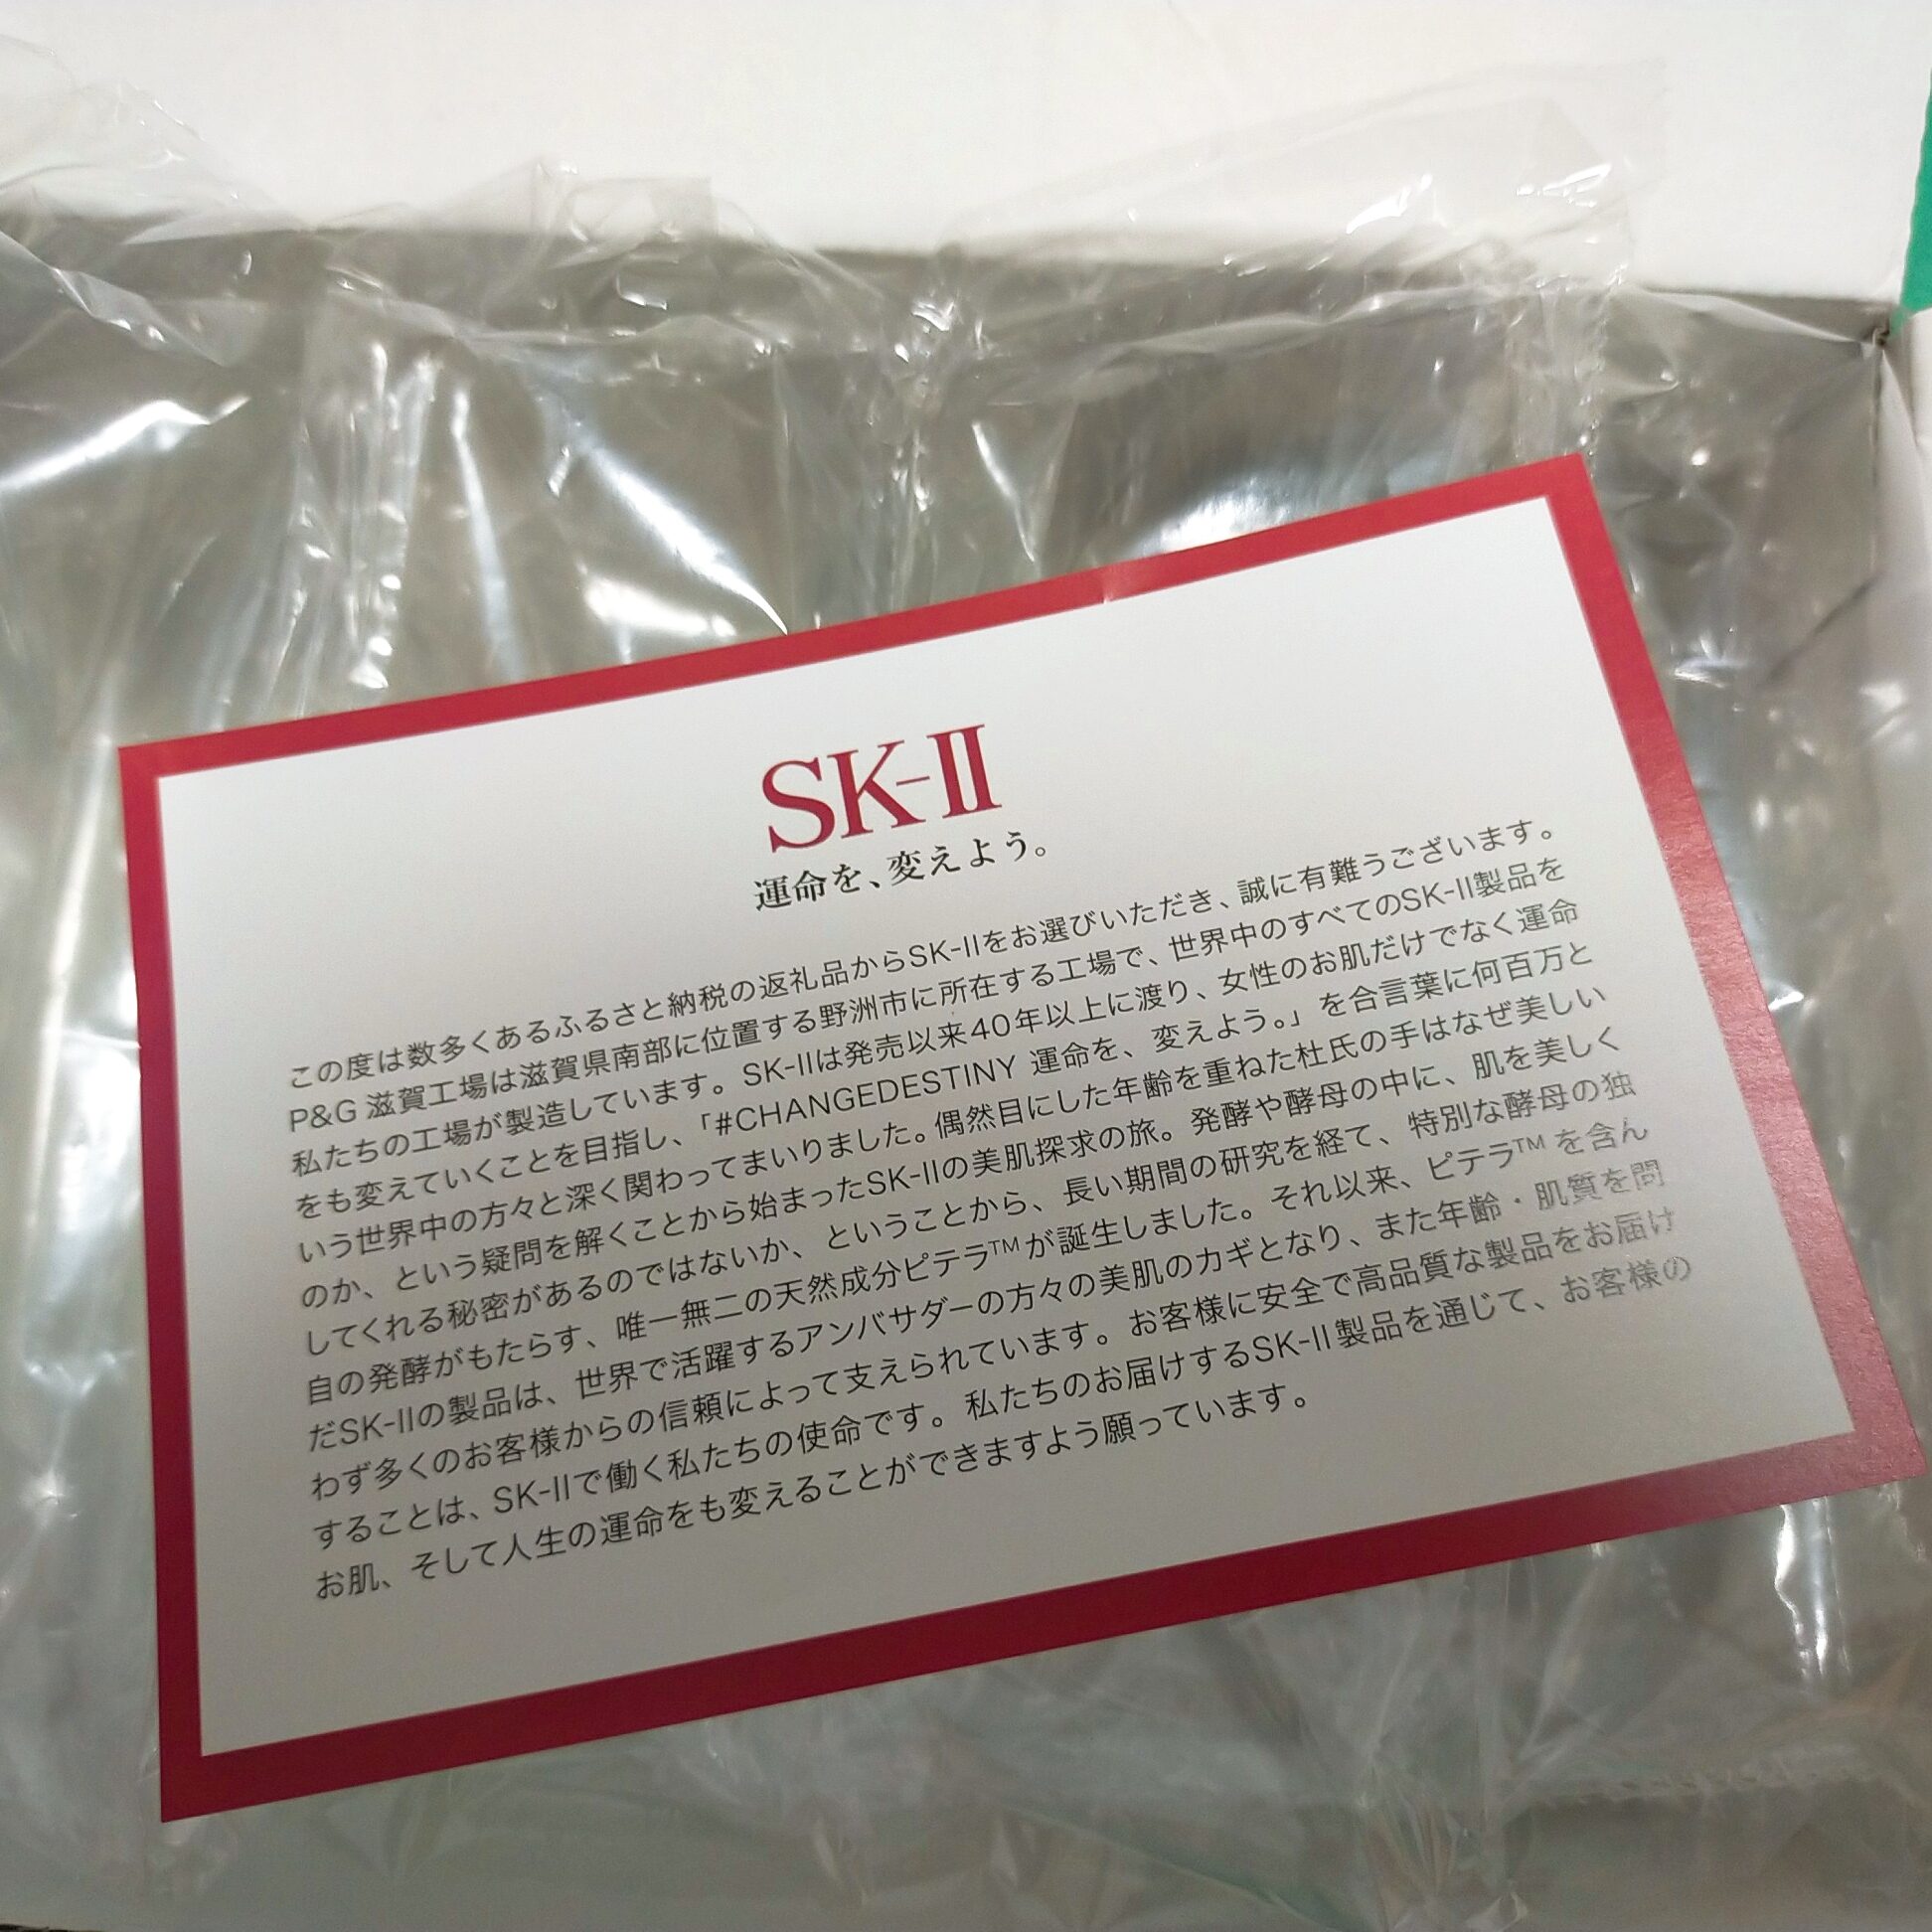 SK-II
運命を、変えよう。
この度は数多くあるふるさと納税の返礼品からSK-IIをお選びいただき、誠に有難うございます。
P&G 滋賀工場は滋賀県南部に位置する野洲市に所在する工場で、世界中のすべてのSK-II製品を
私たちの工場が製造しています。SK-IIは発売以来40年以上に渡り、女性のお肌だけでなく運命
をも変えていくことを目指し、「#CHANGEDESTINY 運命を、変えよう。」を合言葉に何百万と
いう世界中の方々と深く関わってまいりました。偶然目にした年齢を重ねた杜氏の手はなぜ美しい
のか、という疑問を解くことから始まったSK-IIの美肌探求の旅。発酵や酵母の中に、肌を美しく
してくれる秘密があるのではないか、ということから、長い期間の研究を経て、特別な酵母の独
自の発酵がもたらす、唯一無二の天然成分ピテラ™が誕生しました。それ以来、ピテラ™ を含ん
だSK-IIの製品は、世界で活躍するアンバサダーの方々の美肌のカギとなり、また年齢・肌質を問
わず多くのお客様からの信頼によって支えられています。お客様に安全で高品質な製品をお届け
することは、SK-IIで働く私たちの使命です。私たちのお届けするSK-II製品を通じて、お客様の
お肌、そして人生の運命をも変えることができますよう願っています。